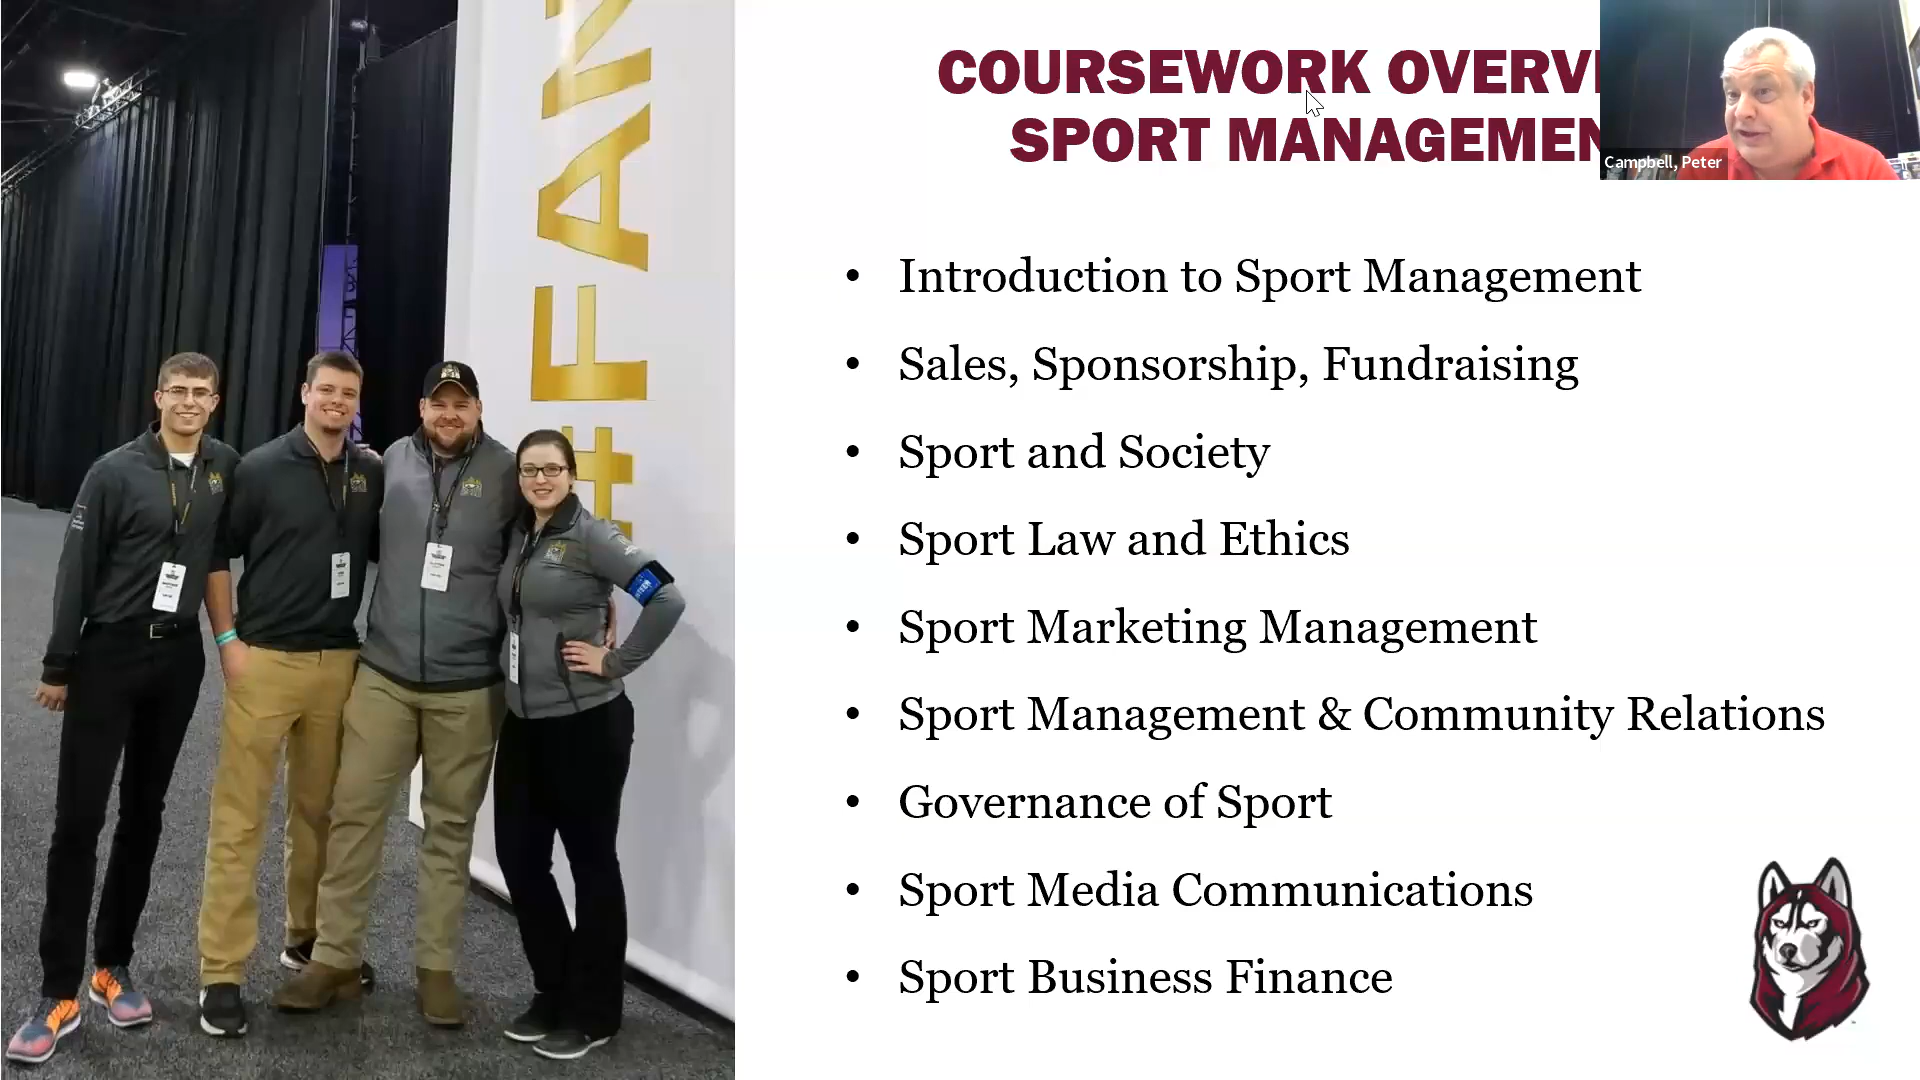 #FAN
COURSEWORK OVERV
SPORT MANAGEMEN
Campbell, Peter
• Introduction to Sport Management
• Sales, Sponsorship, Fundraising
• Sport and Society
• Sport Law and Ethics
• Sport Marketing Management
• Sport Management & Community Relations
• Governance of Sport
• Sport Media Communications
• Sport Business Finance